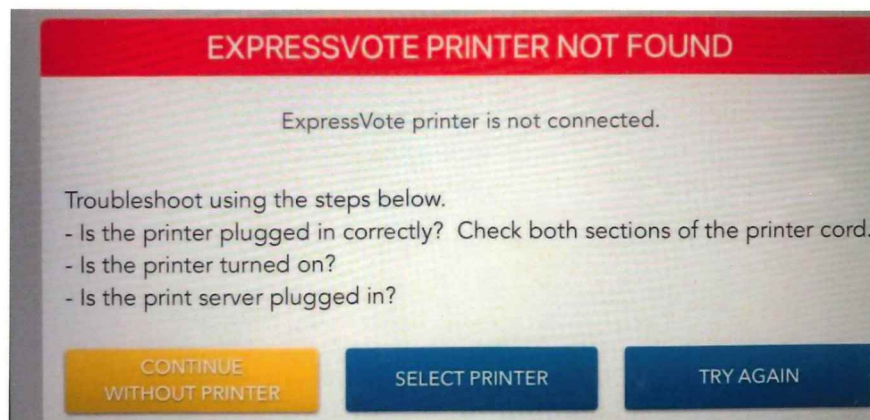 EXPRESSVOTE PRINTER NOT FOUND
ExpressVote printer is not connected.
Troubleshoot using the steps below.
- Is the printer plugged in correctly?  Check both sections of the printer cord.
- Is the printer turned on?
- Is the print server plugged in?
CONTINUE
WITHOUT PRINTER
SELECT PRINTER
TRY AGAIN